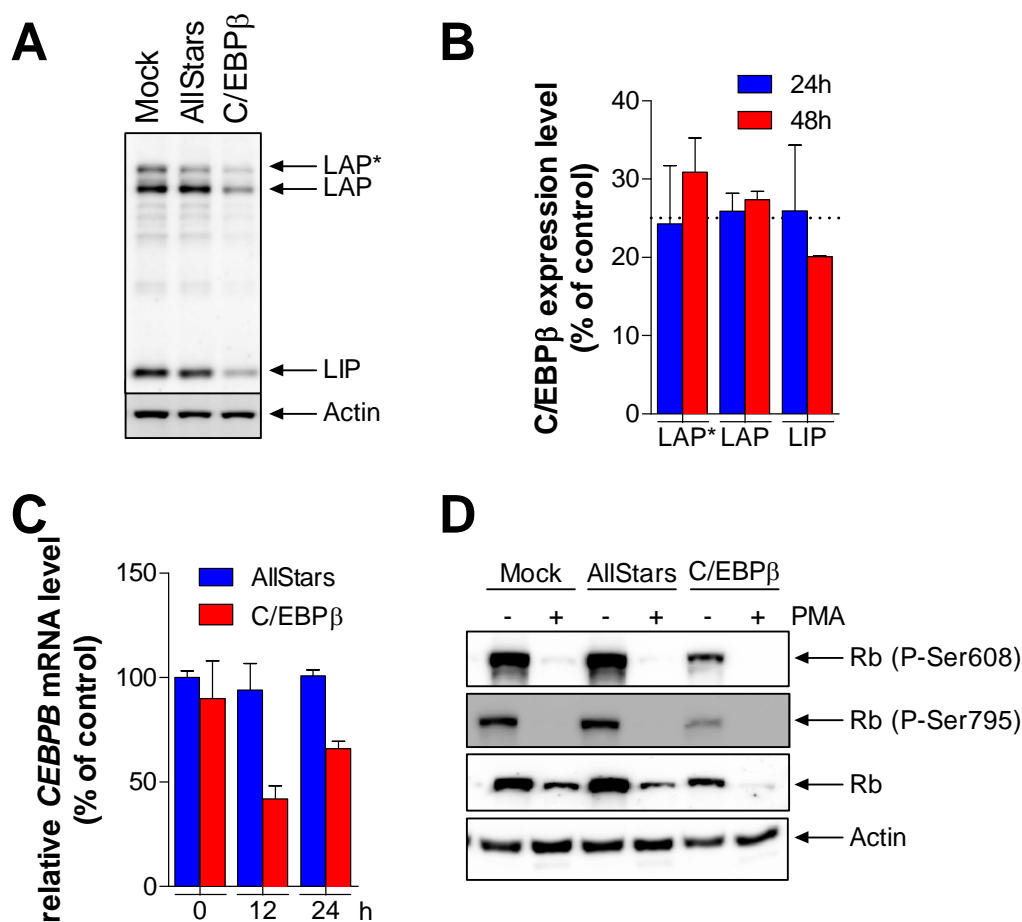 A
Mock
AllStars
C/EBPβ
LAP*
LAP
LIP
Actin
B
C/EBPβ expression level
(% of control)
24h
48h
40
30
20
10
0
LAP* LAP LIP
C
relative CEBPB mRNA level
(% of control)
AllStars
C/EBPβ
150
100
50
0
0 12 24 h
D
Mock AllStars C/EBPβ
- + - + - + PMA
Rb (P-Ser608)
Rb (P-Ser795)
Rb
Actin